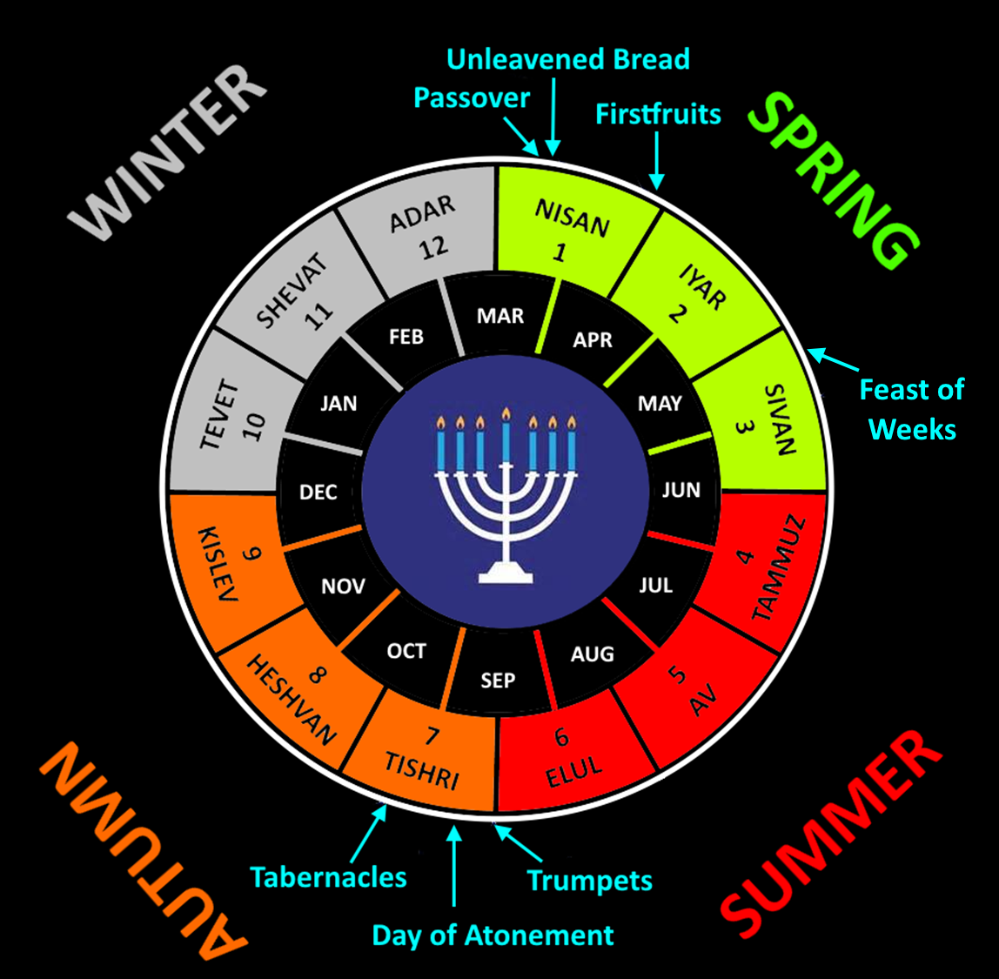 WINTER
SPRING
SUMMER
AUTUMN
Unleavened Bread
Passover
Firstfruits
Feast of
Weeks
Trumpets
Day of Atonement
Tabernacles
NISAN
1
IYAR
2
SIVAN
3
TAMMUZ
4
AV
5
ELUL
6
TISHRI
7
HESHVAN
8
KISLEV
9
TEVET
10
SHEVAT
11
ADAR
12
MAR
APR
MAY
JUN
JUL
AUG
SEP
OCT
NOV
DEC
JAN
FEB